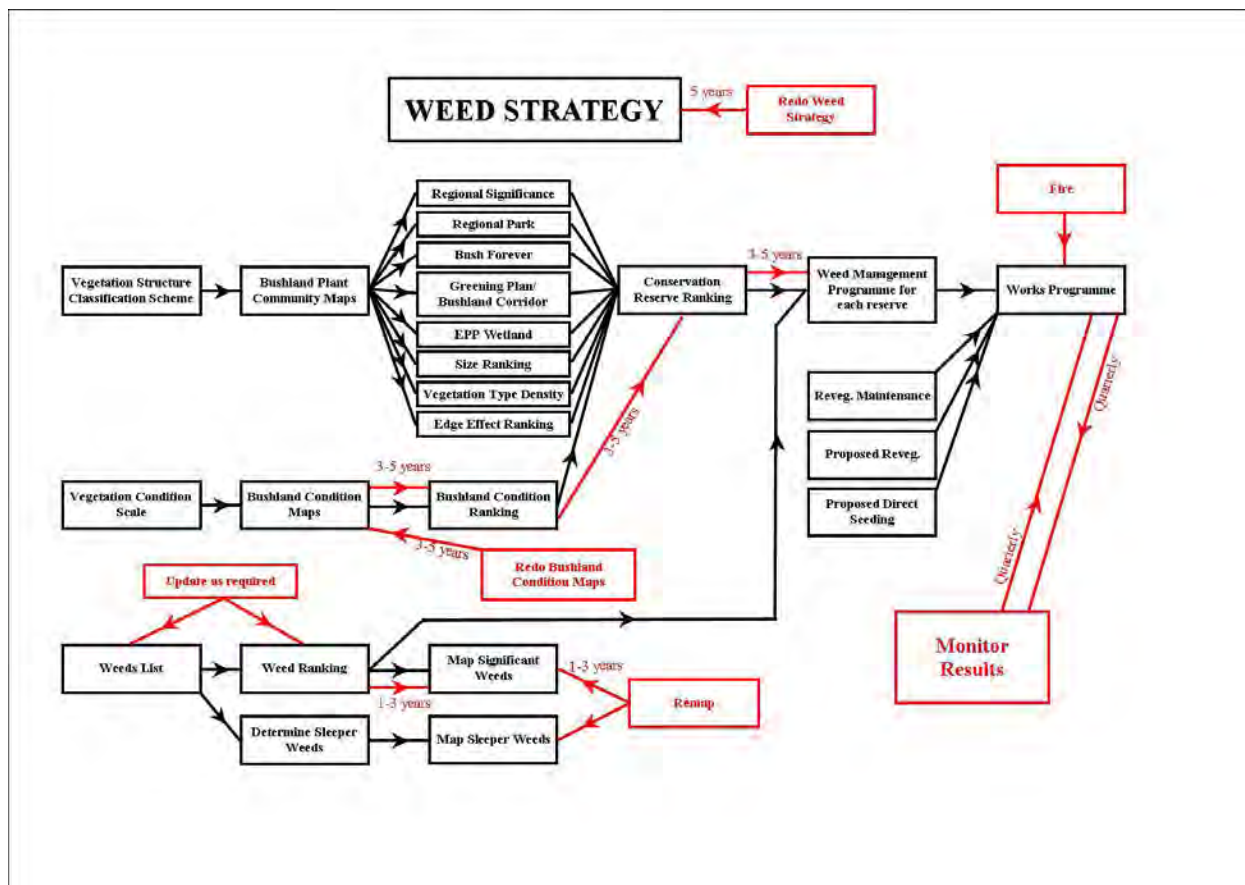 WEED STRATEGY
5 years
Redo Weed
Strategy
Fire
Regional Significance
Regional Park
Bush Forever
Greening Plan/
Bushland Corridor
EPP Wetland
Size Ranking
Vegetation Type Density
Edge Effect Ranking
Vegetation Structure
Classification Scheme
Bushland Plant
Community Maps
Conservation
Reserve Ranking
3-5 years
Weed Management
Programme for
each reserve
Works Programme
Reveg. Maintenance
Proposed Reveg.
Proposed Direct
Seeding
Quarterly
Quarterly
3-5 years
Vegetation Condition
Scale
Bushland Condition
Maps
3-5 years
Bushland Condition
Ranking
3-5 years
Redo Bushland
Condition Maps
Update as required
Weeds List
Weed Ranking
Map Significant
Weeds
1-3 years
1-3 years
Remap
Determine Sleeper
Weeds
Map Sleeper Weeds
Monitor
Results